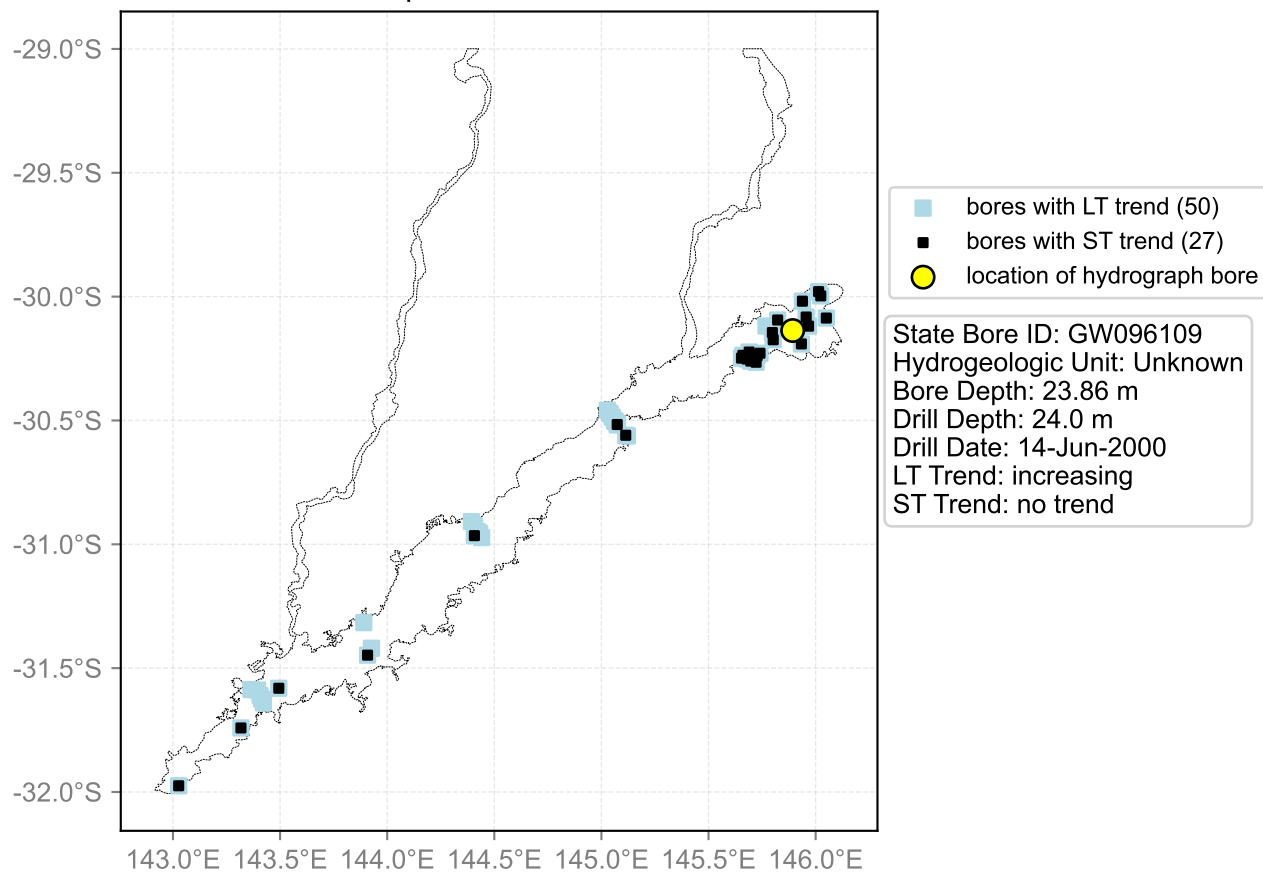 -29.0°S
-29.5°S
-30.0°S
-30.5°S
-31.0°S
-31.5°S
-32.0°S
143.0°E 143.5°E 144.0°E 144.5°E 145.0°E 145.5°E 146.0°E
bores with LT trend (50)
bores with ST trend (27)
location of hydrograph bore
State Bore ID: GW096109
Hydrogeologic Unit: Unknown
Bore Depth: 23.86 m
Drill Depth: 24.0 m
Drill Date: 14-Jun-2000
LT Trend: increasing
ST Trend: no trend